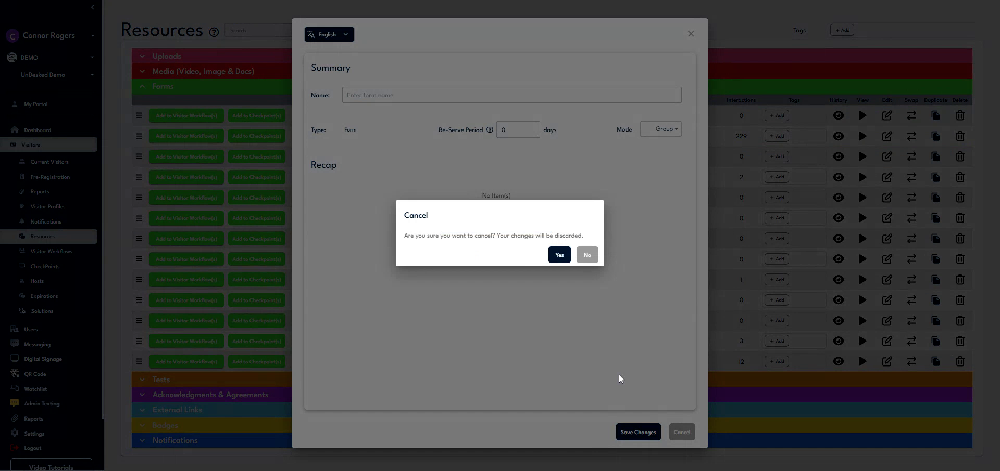 C Connor Rogers
DEMO
UnDesked Demo
My Portal
Dashboard
Visitors
Current Visitors
Pre-Registration
Reports
Visitor Profiles
Notifications
Resources
Visitor Workflows
CheckPoints
Hosts
Expirations
Solutions
Users
Messaging
Digital Signage
QR Code
Watchlist
Admin Texting
Reports
Settings
Logout
Video Tutorials
Resources ? Search
Tags + Add
Uploads
Media (Video, Image & Docs)
Forms
Interactions Tags History View Edit Swap Duplicate Delete
Add to Visitor Workflow(s) Add to Checkpoint(s) 0 + Add
Add to Visitor Workflow(s) Add to Checkpoint(s) 229 + Add
Add to Visitor Workflow(s) Add to Checkpoint(s) 0 + Add
Add to Visitor Workflow(s) Add to Checkpoint(s) 2 + Add
Add to Visitor Workflow(s) Add to Checkpoint(s) 0 + Add
Add to Visitor Workflow(s) Add to Checkpoint(s) 0 + Add
Add to Visitor Workflow(s) Add to Checkpoint(s) 0 + Add
Add to Visitor Workflow(s) Add to Checkpoint(s) 0 + Add
Add to Visitor Workflow(s) Add to Checkpoint(s) 1 + Add
Add to Visitor Workflow(s) Add to Checkpoint(s) 0 + Add
Add to Visitor Workflow(s) Add to Checkpoint(s) 0 + Add
Add to Visitor Workflow(s) Add to Checkpoint(s) 3 + Add
Add to Visitor Workflow(s) Add to Checkpoint(s) 12 + Add
Tests
Acknowledgments & Agreements
External Links
Badges
Notifications
English
Summary
Name: Enter form name
Type: Form Re-Serve Period ? 0 days Mode Group
Recap
No Item(s)
Cancel
Are you sure you want to cancel? Your changes will be discarded.
Yes No
Save Changes Cancel